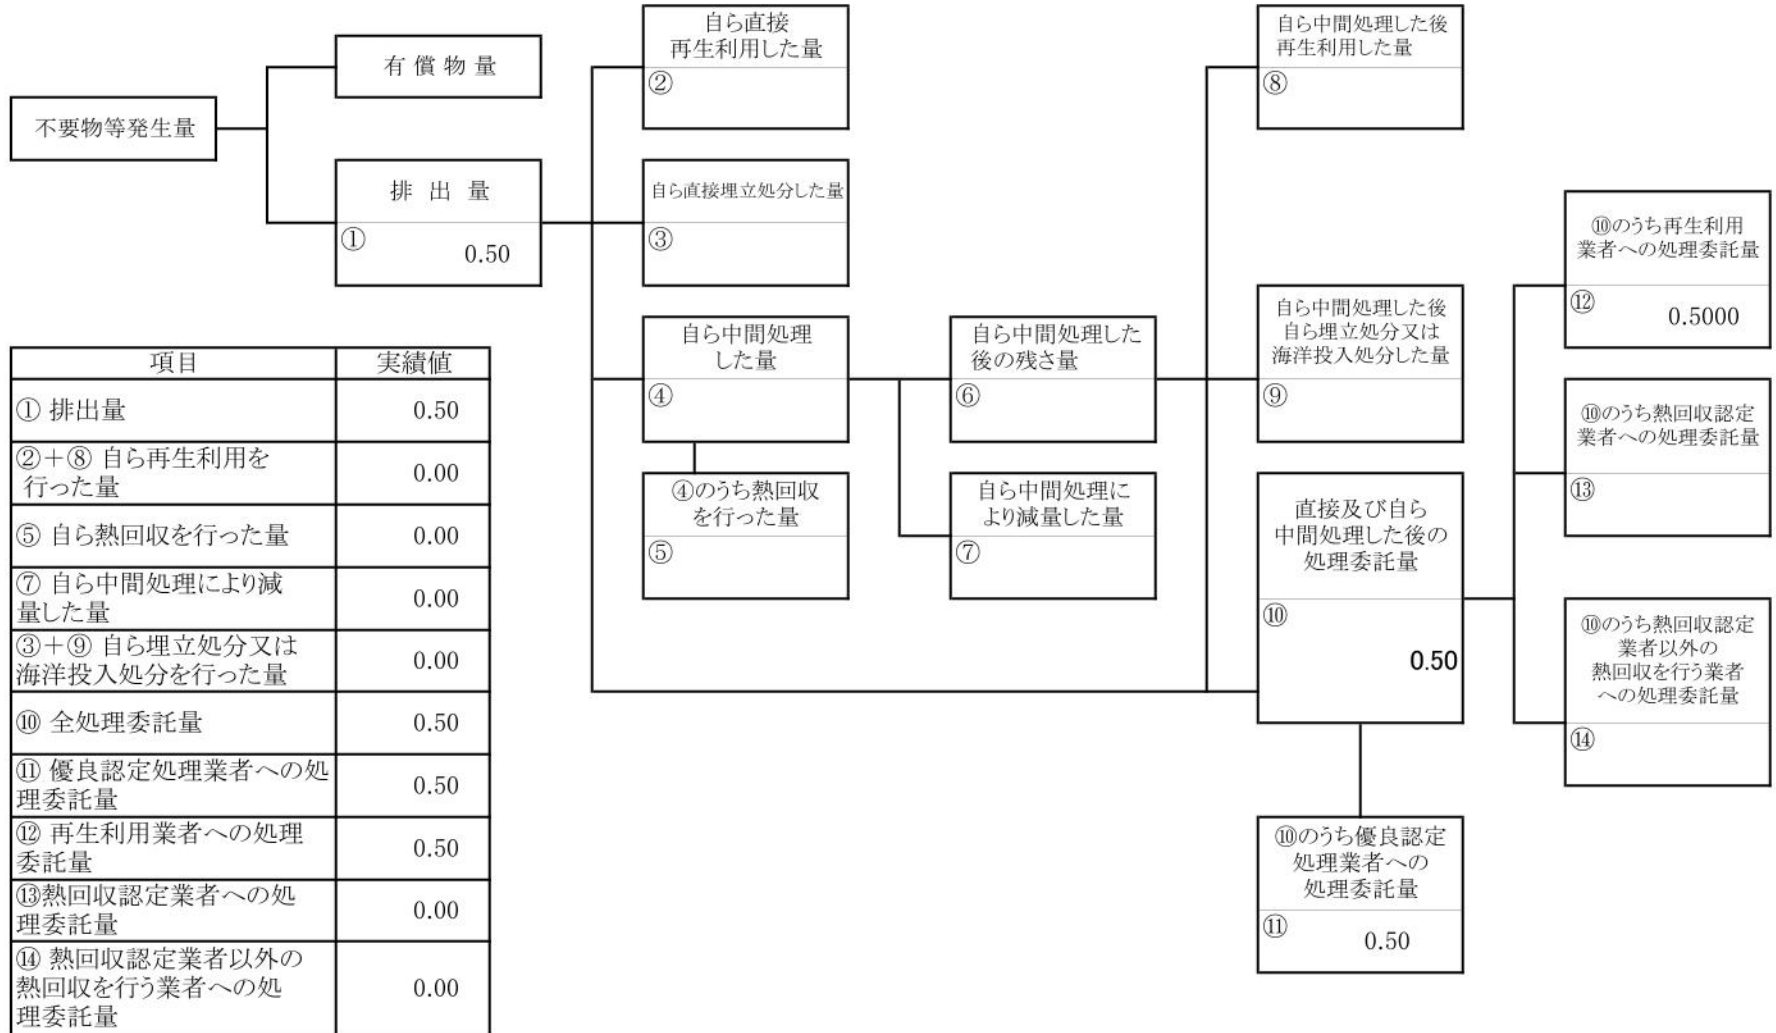 不要物等発生量
有償物量
排出量
①
0.50
自ら直接
再生利用した量
②
自ら直接埋立処分した量
③
自ら中間処理
した量
④
④のうち熱回収
を行った量
⑤
自ら中間処理した
後の残さ量
⑥
自ら中間処理に
より減量した量
⑦
自ら中間処理した後
再生利用した量
⑧
自ら中間処理した後
自ら埋立処分又は
海洋投入処分した量
⑨
直接及び自ら
中間処理した後の
処理委託量
⑩
0.50
⑩のうち優良認定
処理業者への
処理委託量
⑪
0.50
⑩のうち再生利用
業者への処理委託量
⑫
0.5000
⑩のうち熱回収認定
業者への処理委託量
⑬
⑩のうち熱回収認定
業者以外の
熱回収を行う業者
への処理委託量
⑭
項目 実績値
① 排出量 0.50
②＋⑧ 自ら再生利用を
行った量 0.00
⑤ 自ら熱回収を行った量 0.00
⑦ 自ら中間処理により減
量した量 0.00
③＋⑨ 自ら埋立処分又は
海洋投入処分を行った量 0.00
⑩ 全処理委託量 0.50
⑪ 優良認定処理業者への処
理委託量 0.50
⑫ 再生利用業者への処理
委託量 0.50
⑬熱回収認定業者への処
理委託量 0.00
⑭ 熱回収認定業者以外の
熱回収を行う業者への処
理委託量 0.00